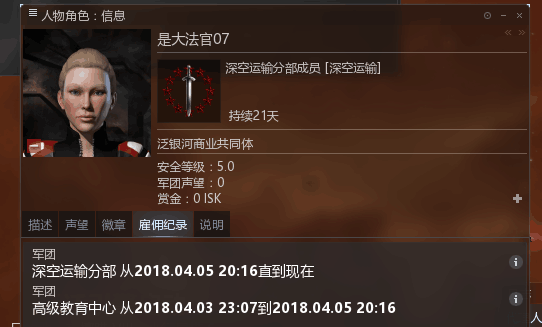 人物角色：信息
是大法官07
深空运输分部成员 [深空运输]
持续21天
泛银河商业共同体
安全等级：5.0
军团声望：0
赏金：0 ISK
描述 声望 徽章 雇佣纪录 说明
军团
深空运输分部 从2018.04.05 20:16直到现在
军团
高级教育中心 从2018.04.03 23:07到2018.04.05 20:16
人